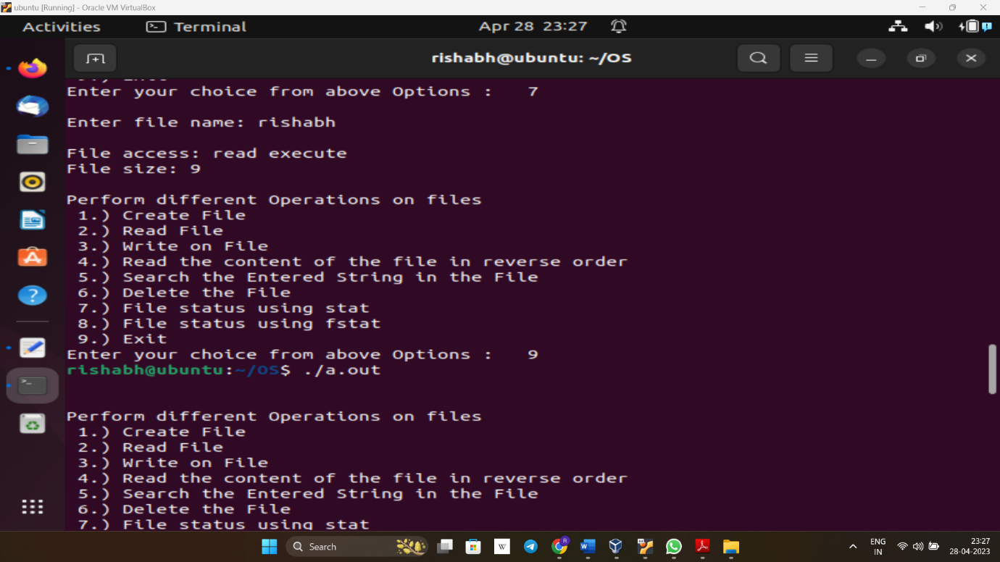 ubuntu [Running] - Oracle VM VirtualBox
Activities Terminal Apr 28 23:27
rishabh@ubuntu: ~/OS
Enter your choice from above Options : 7
Enter file name: rishabh
File access: read execute
File size: 9
Perform different Operations on files
1.) Create File
2.) Read File
3.) Write on File
4.) Read the content of the file in reverse order
5.) Search the Entered String in the File
6.) Delete the File
7.) File status using stat
8.) File status using fstat
9.) Exit
Enter your choice from above Options : 9
rishabh@ubuntu:~/OS$ ./a.out
Perform different Operations on files
1.) Create File
2.) Read File
3.) Write on File
4.) Read the content of the file in reverse order
5.) Search the Entered String in the File
6.) Delete the File
7.) File status using stat
Search
ENG
IN
23:27
28-04-2023